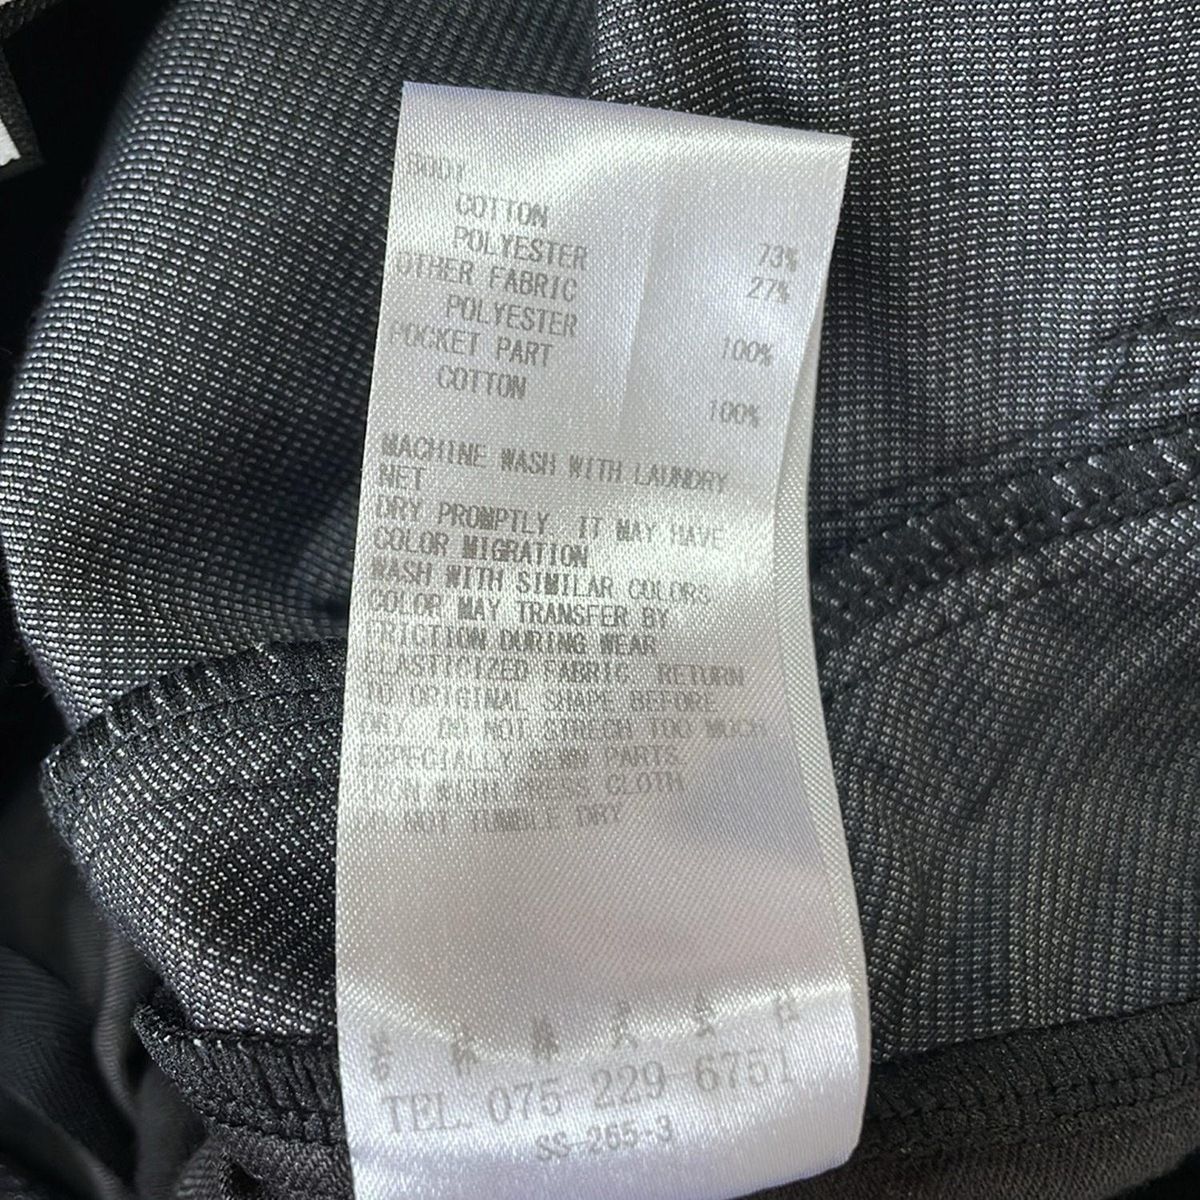 BODY
COTTON 73%
POLYESTER 27%
OTHER FABRIC
POLYESTER 100%
POCKET PART
COTTON 100%
MACHINE WASH WITH LAUNDRY
NET
DRY PROMPTLY. IT MAY HAVE
COLOR MIGRATION
WASH WITH SIMILAR COLORS
COLOR MAY TRANSFER BY
FRICTION DURING WEAR
ELASTICIZED FABRIC. RETURN
TO ORIGINAL SHAPE BEFORE
DRY. DO NOT STRECH TOO MUCH
ESPECIALLY SEWN PARTS.
IRON WITH PRESS CLOTH
DO NOT TUMBLE DRY
TEL. 075-229-6751
SS-265-3